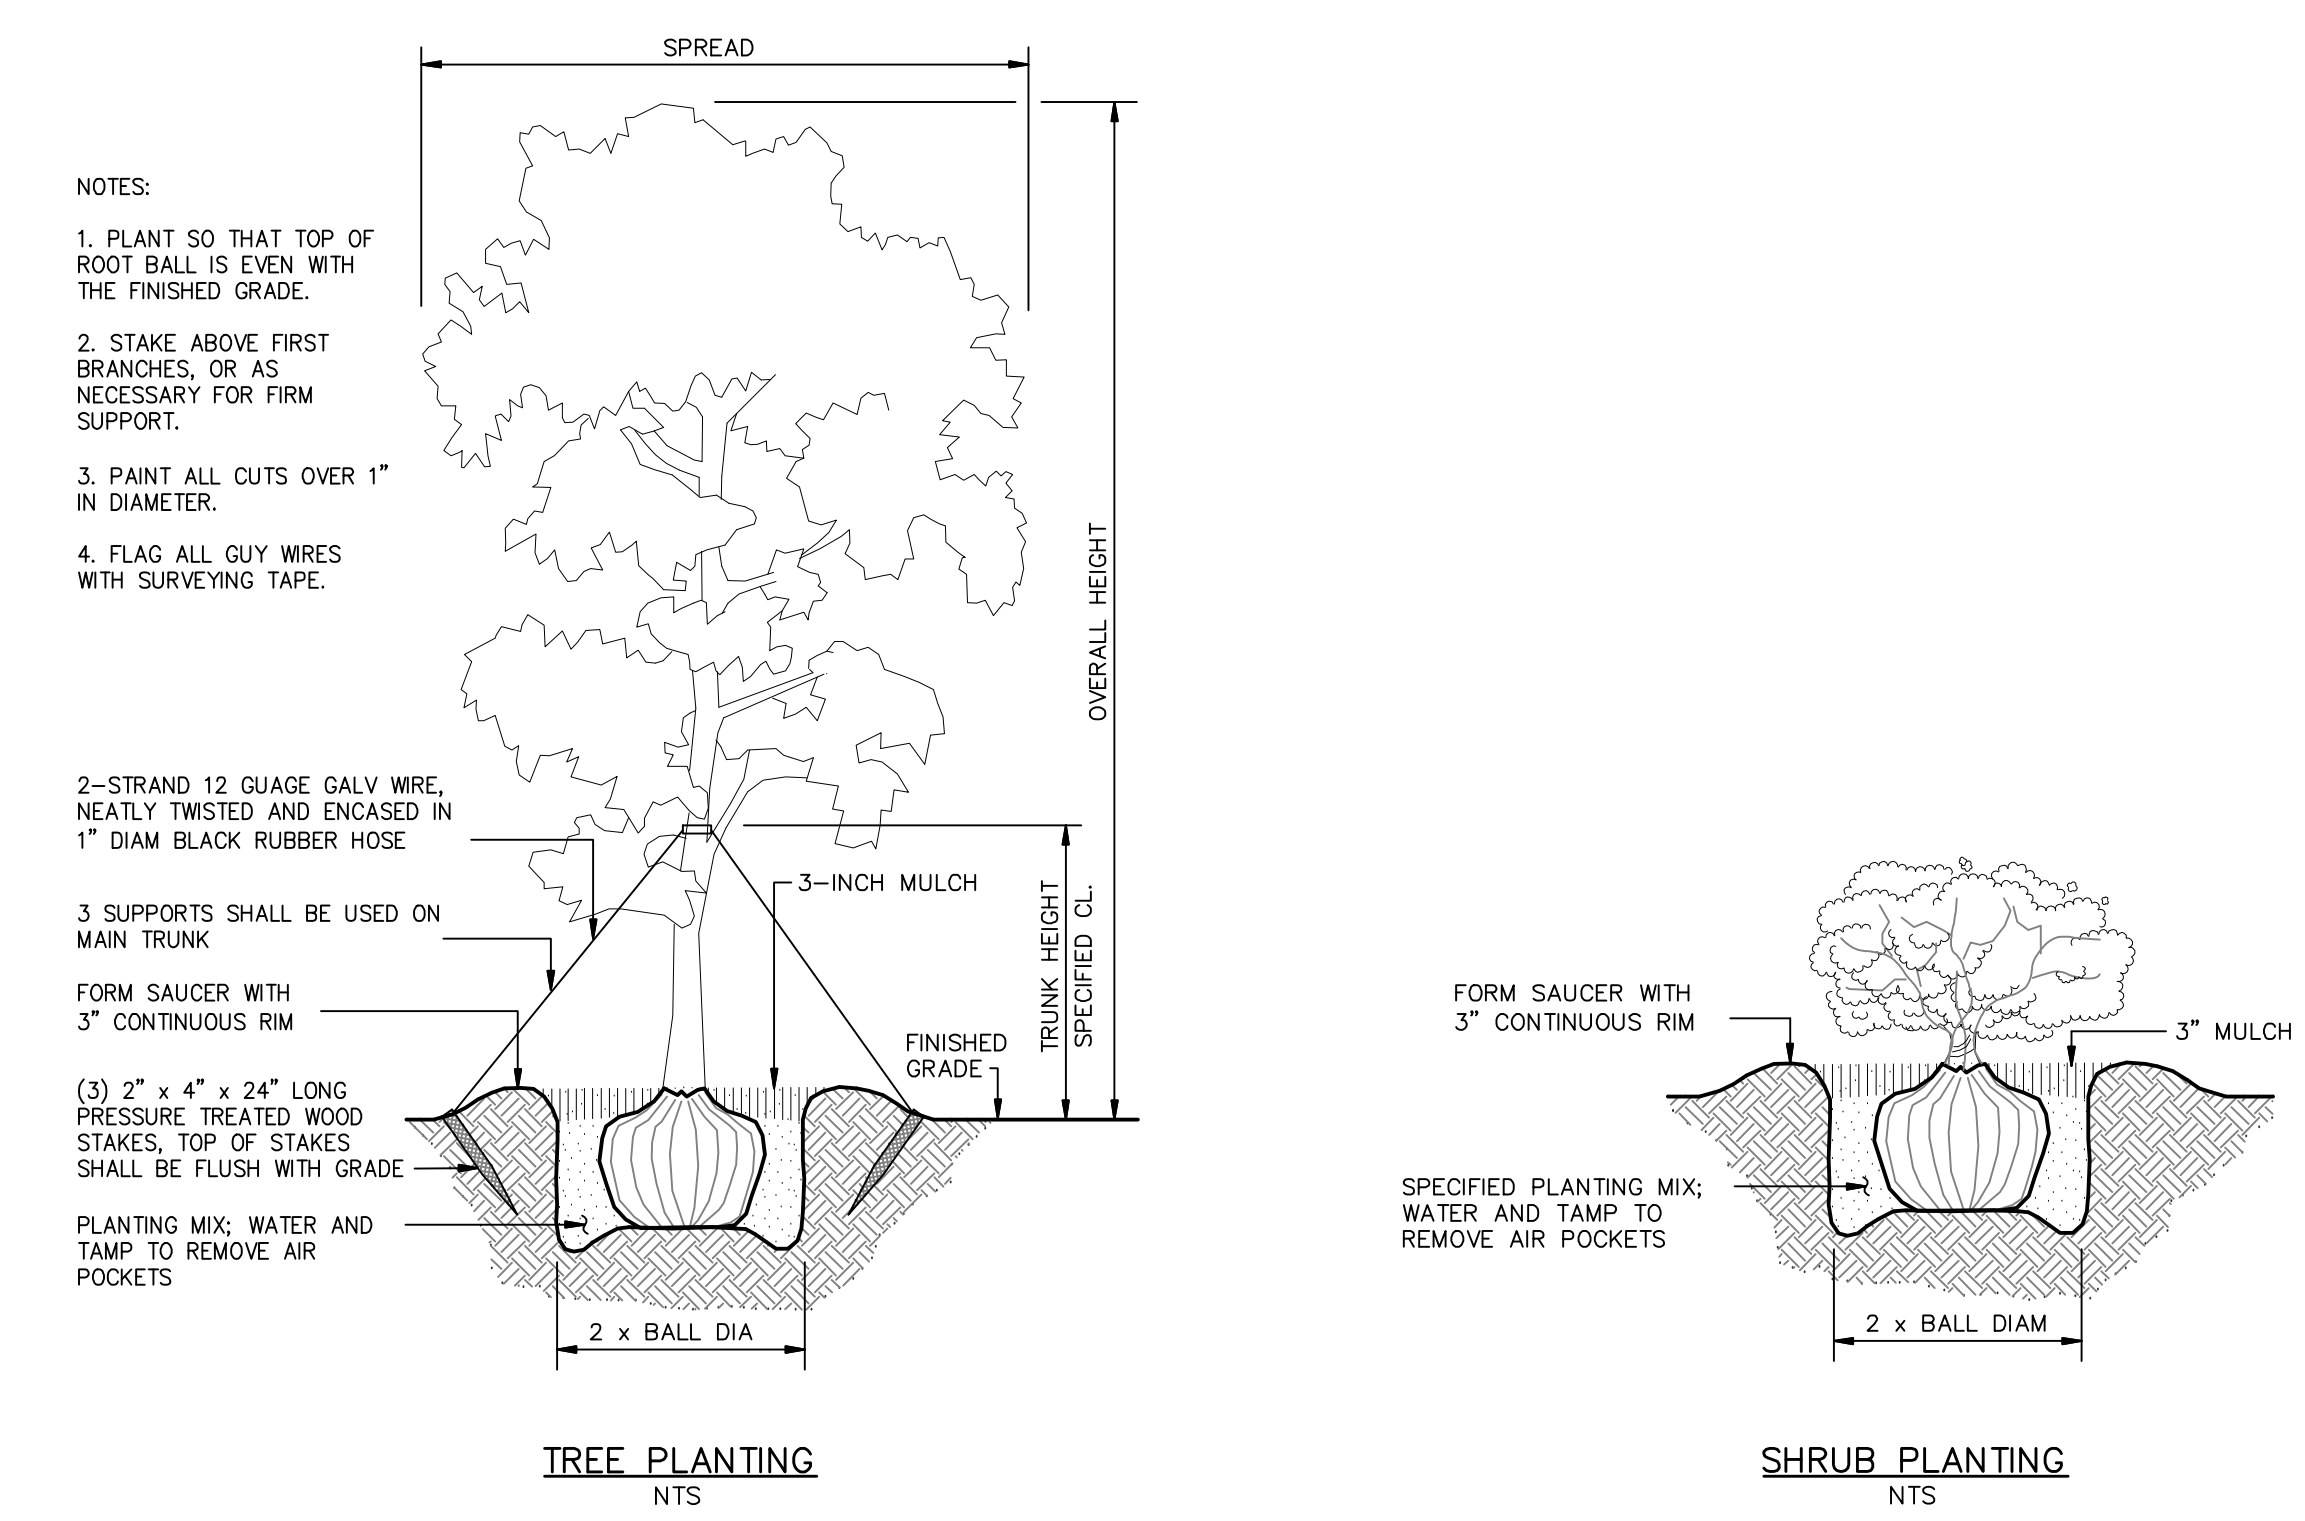 SPREAD
NOTES:
1. PLANT SO THAT TOP OF
ROOT BALL IS EVEN WITH
THE FINISHED GRADE.
2. STAKE ABOVE FIRST
BRANCHES, OR AS
NECESSARY FOR FIRM
SUPPORT.
3. PAINT ALL CUTS OVER 1"
IN DIAMETER.
4. FLAG ALL GUY WIRES
WITH SURVEYING TAPE.
OVERALL HEIGHT
2-STRAND 12 GUAGE GALV WIRE,
NEATLY TWISTED AND ENCASED IN
1" DIAM BLACK RUBBER HOSE
3-INCH MULCH
3 SUPPORTS SHALL BE USED ON
MAIN TRUNK
TRUNK HEIGHT
SPECIFIED CL.
FORM SAUCER WITH
3" CONTINUOUS RIM
FINISHED
GRADE
(3) 2" x 4" x 24" LONG
PRESSURE TREATED WOOD
STAKES, TOP OF STAKES
SHALL BE FLUSH WITH GRADE
PLANTING MIX; WATER AND
TAMP TO REMOVE AIR
POCKETS
2 x BALL DIA
TREE PLANTING
NTS
FORM SAUCER WITH
3" CONTINUOUS RIM
3" MULCH
SPECIFIED PLANTING MIX;
WATER AND TAMP TO
REMOVE AIR POCKETS
2 x BALL DIAM
SHRUB PLANTING
NTS